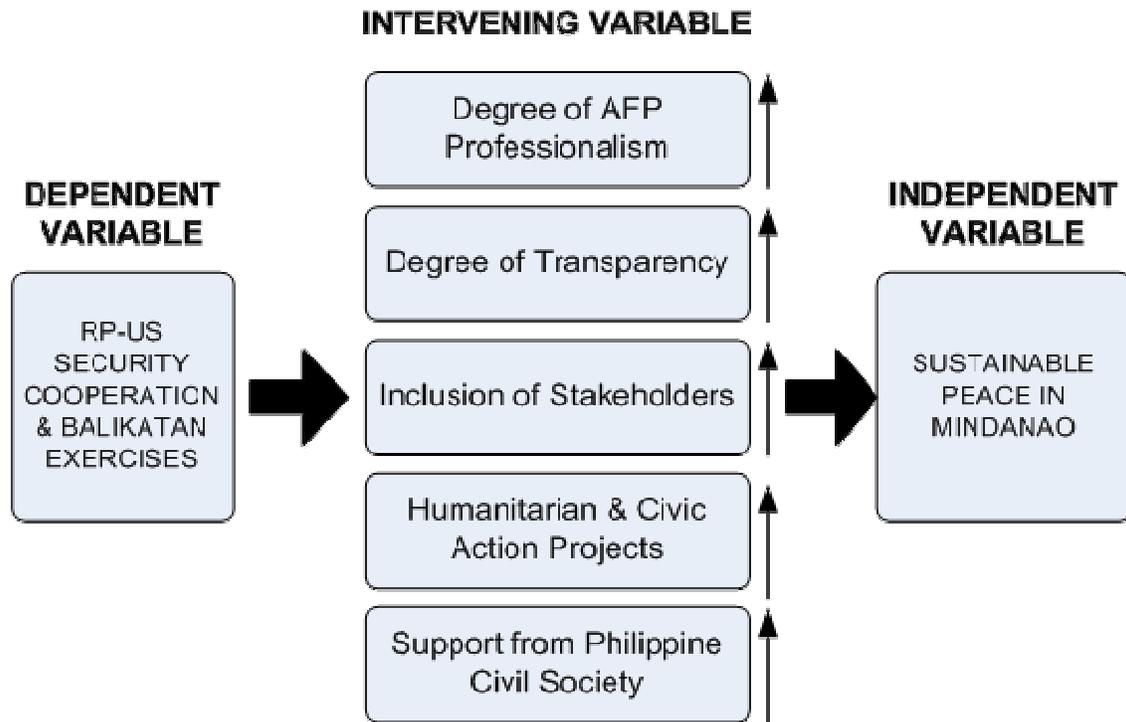 INTERVENING VARIABLE
Degree of AFP
Professionalism
DEPENDENT
VARIABLE
INDEPENDENT
VARIABLE
Degree of Transparency
RP-US
SECURITY
COOPERATION
& BALIKATAN
EXERCISES
Inclusion of Stakeholders
SUSTAINABLE
PEACE IN
MINDANAO
Humanitarian & Civic
Action Projects
Support from Philippine
Civil Society